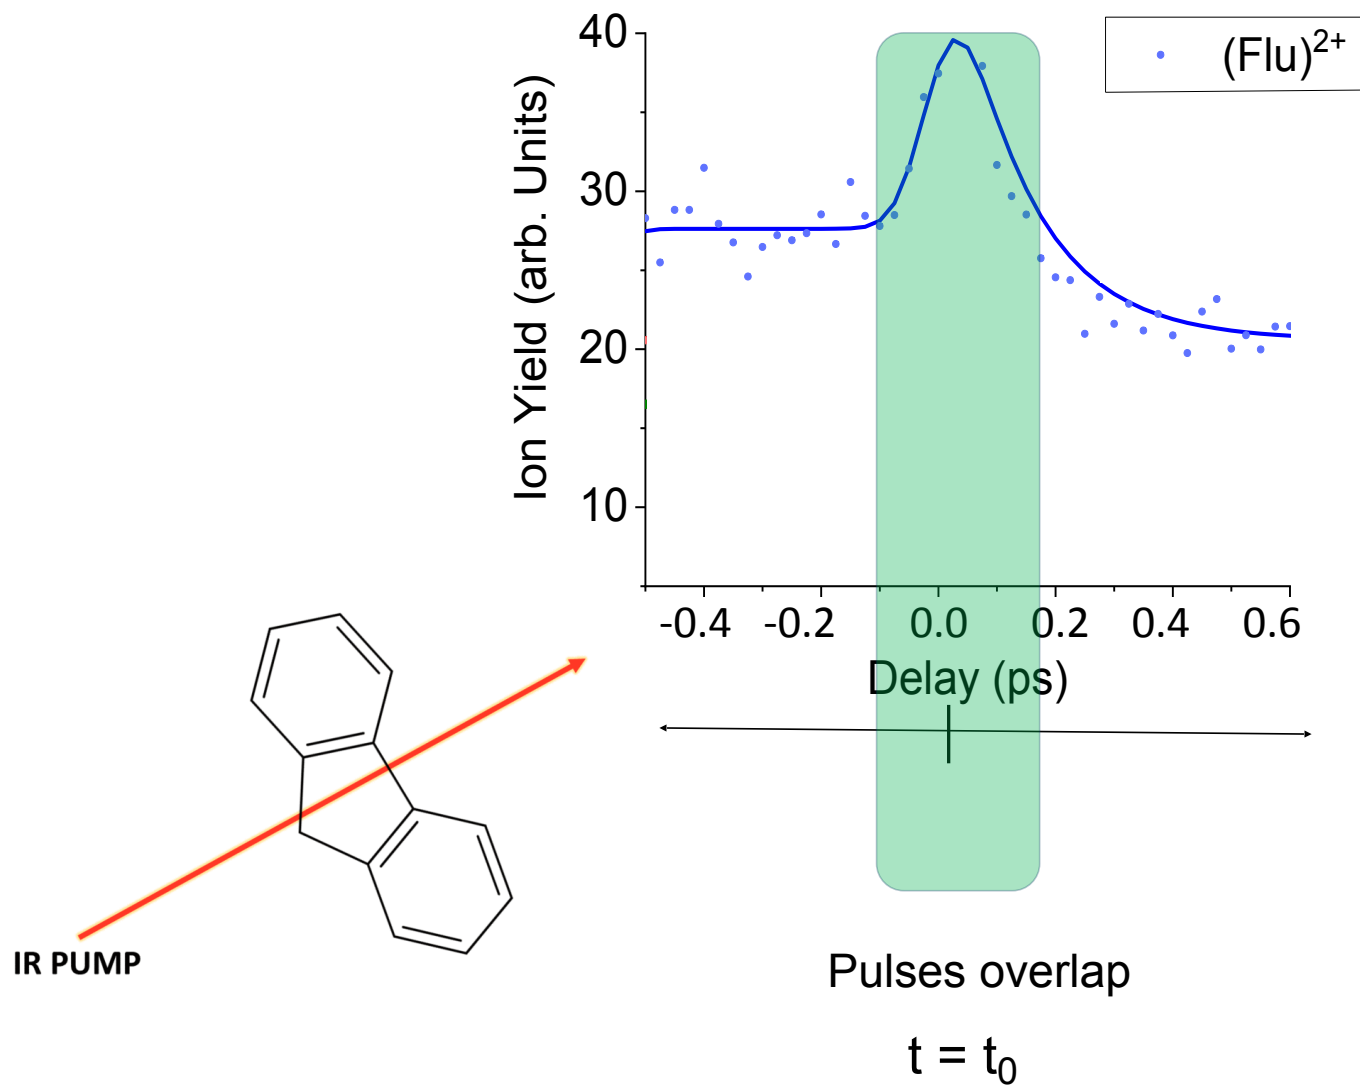 (Flu)²⁺
Ion Yield (arb. Units)
40
30
20
10
-0.4 -0.2 0.0 0.2 0.4 0.6
Delay (ps)
IR PUMP
Pulses overlap
t = t₀